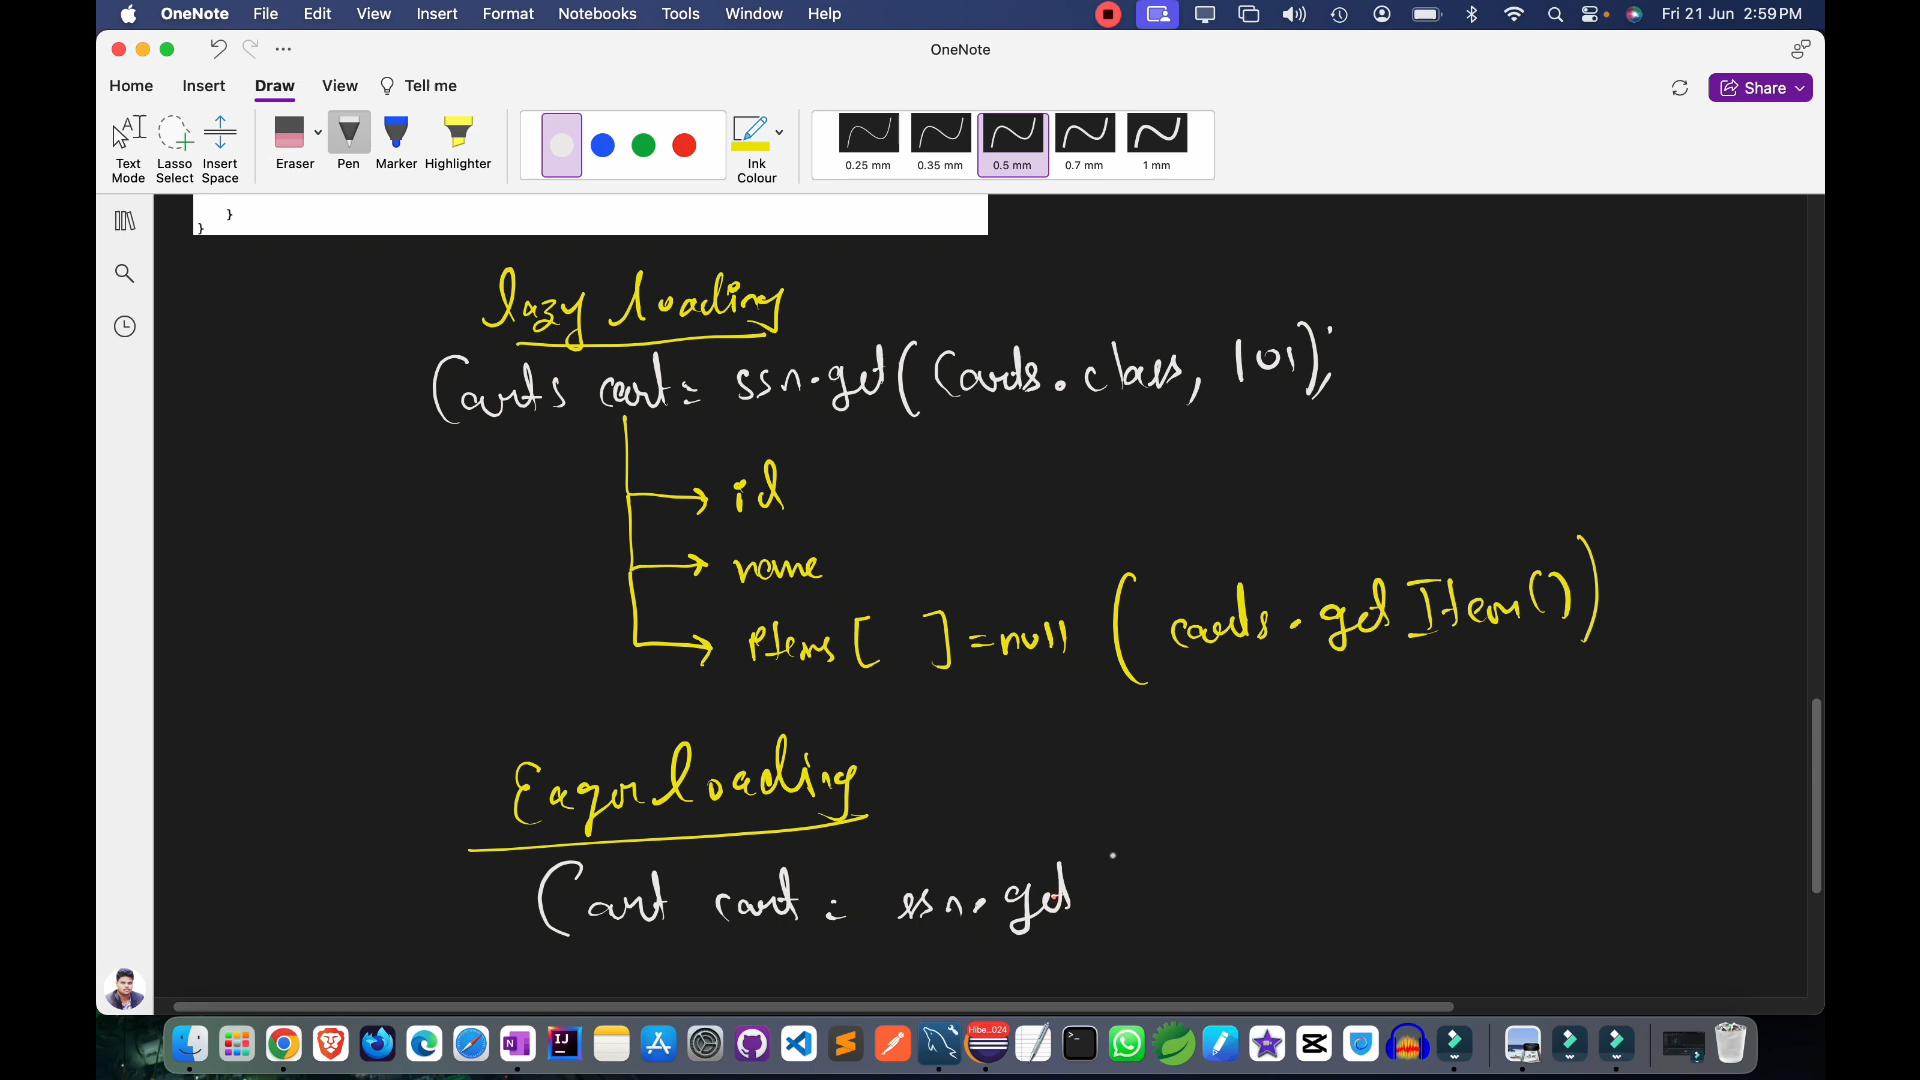 OneNote File Edit View Insert Format Notebooks Tools Window Help Fri 21 Jun 2:59 PM
OneNote
Home Insert Draw View Tell me
Share
Text Mode Lasso Select Insert Space Eraser Pen Marker Highlighter Ink Colour 0.25 mm 0.35 mm 0.5 mm 0.7 mm 1 mm
}
}
lazy loading
Carts cart = ssn.get(Carts.class, 101);
id
name
Items [ ] = null ( carts.getItem() )
Eager loading
Cart cart = ssn.get
Hibe...024